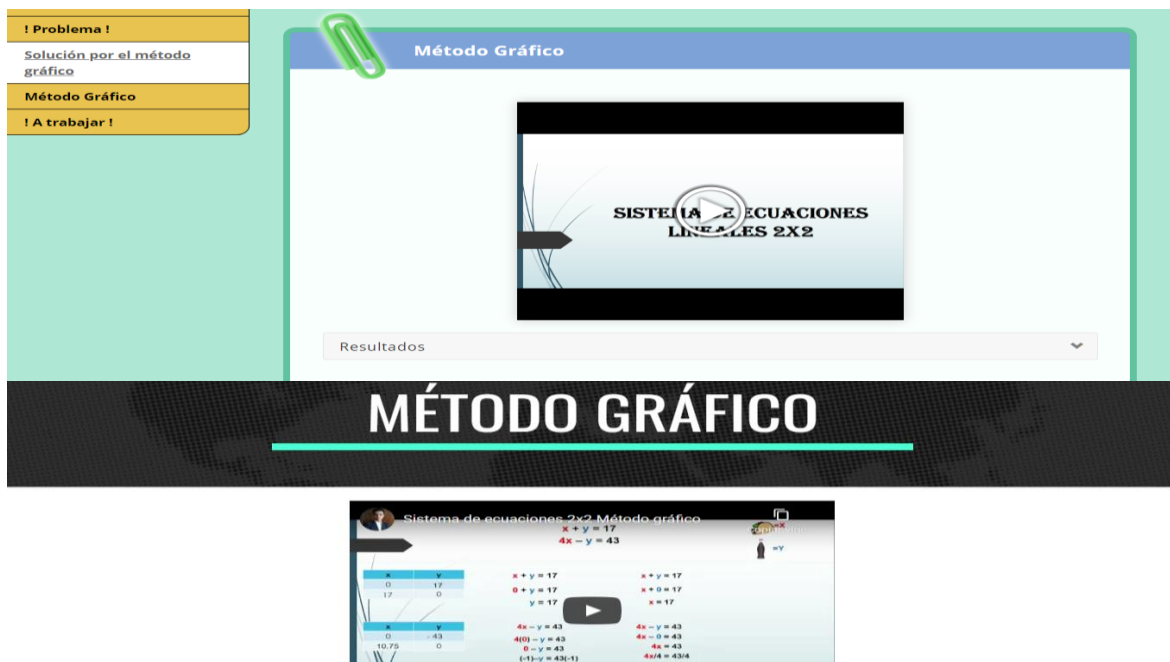 ! Problema !
Solución por el método
gráfico
Método Gráfico
! A trabajar !
Método Gráfico
SISTEMA DE ECUACIONES
LINEALES 2X2
Resultados
MÉTODO GRÁFICO
Sistema de ecuaciones 2x2 Método gráfico
x + y = 17
4x – y = 43
=X
=Y
x y
0 17
17 0
x + y = 17
0 + y = 17
y = 17
x + y = 17
x + 0 = 17
x = 17
x y
0 - 43
10.75 0
4x – y = 43
4(0) – y = 43
0 – y = 43
(-1)-y = 43(-1)
4x – y = 43
4x – 0 = 43
4x = 43
4x/4 = 43/4